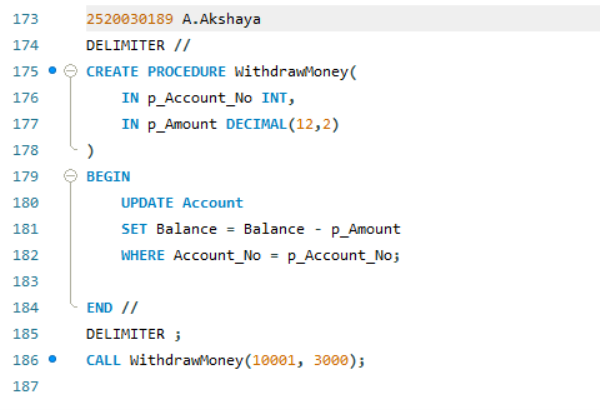 173 2520030189 A.Akshaya
174 DELIMITER //
175 CREATE PROCEDURE WithdrawMoney(
176 IN p_Account_No INT,
177 IN p_Amount DECIMAL(12,2)
178 )
179 BEGIN
180 UPDATE Account
181 SET Balance = Balance - p_Amount
182 WHERE Account_No = p_Account_No;
183
184 END //
185 DELIMITER ;
186 CALL WithdrawMoney(10001, 3000);
187